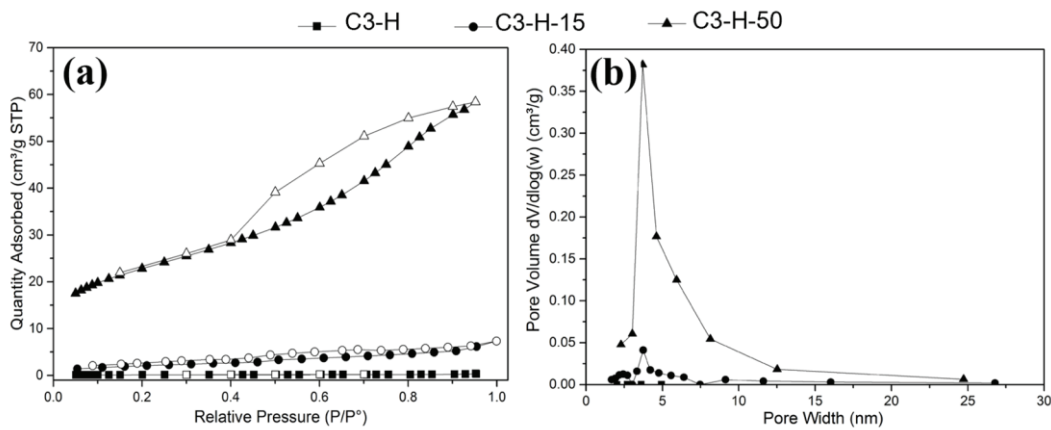 C3-H C3-H-15 C3-H-50
(a)
Quantity Adsorbed (cm³/g STP)
70
60
50
40
30
20
10
0
0.2 0.4 0.6 0.8 1.0
Relative Pressure (P/P°)
(b)
Pore Volume dV/dlog(w) (cm³/g)
0.40
0.35
0.30
0.25
0.20
0.15
0.10
0.05
0.00
0 5 10 15 20 25 30
Pore Width (nm)